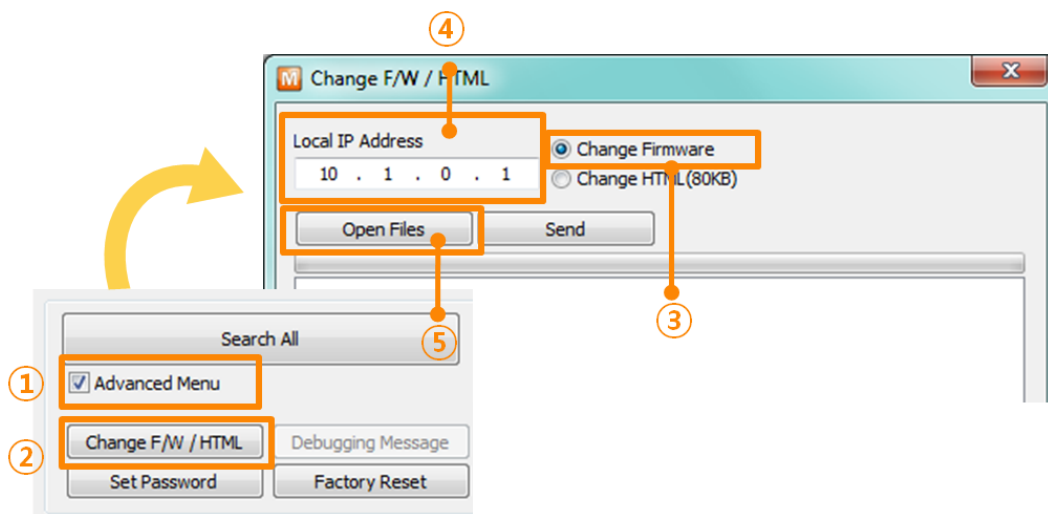 ④
M Change F/W / HTML
Local IP Address
10 . 1 . 0 . 1
Change Firmware
Change HTML(80KB)
Open Files
Send
③
⑤
Search All
① Advanced Menu
② Change F/W / HTML
Debugging Message
Set Password
Factory Reset